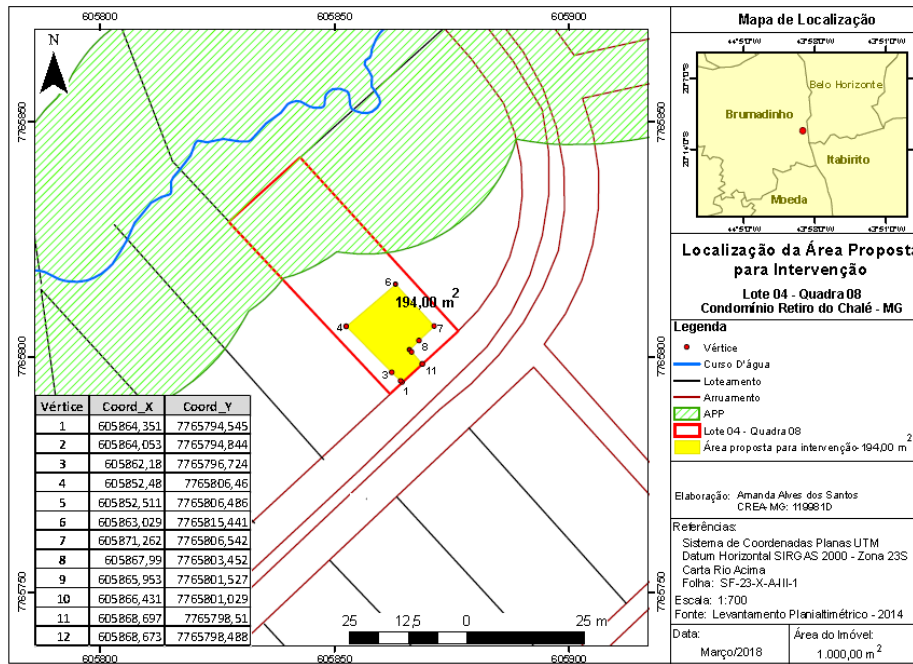 605800 605850 605900
N
7765850
7765800
7765750
6
194,00 m2
4
7
8
3
11
1
Vértice Coord_X Coord_Y
1 605864,351 7765794,545
2 605864,053 7765794,844
3 605862,18 7765796,724
4 605852,48 7765806,46
5 605852,511 7765806,486
6 605863,029 7765815,441
7 605871,262 7765806,542
8 605867,99 7765803,452
9 605865,953 7765801,527
10 605866,431 7765801,029
11 605868,697 7765798,51
12 605868,673 7765798,488
25 m 0 25 m
605800 605850 605900
7765850
7765800
7765750
Mapa de Localização
Belo Horizonte
Brumadinho
Itabirito
Moeda
Localização da Área Proposta
para Intervenção
Lote 04 - Quadra 08
Condomínio Retiro do Chalé - MG
Legenda
Vértice
Curso D'água
Loteamento
Arruamento
APP
Lote 04 - Quadra 08
Área proposta para intervenção-194,00 m2
Elaboração: Amanda Alves dos Santos
CREA-MG: 119981D
Referências:
Sistema de Coordenadas Planas UTM
Datum Horizontal SIRGAS 2000 - Zona 23S
Carta Rio Acima
Folha: SF-23-X-A-III-1
Escala: 1:700
Fonte: Levantamento Planialtimétrico - 2014
Data:
Março/2018
Área do Imóvel:
1.000,00 m2